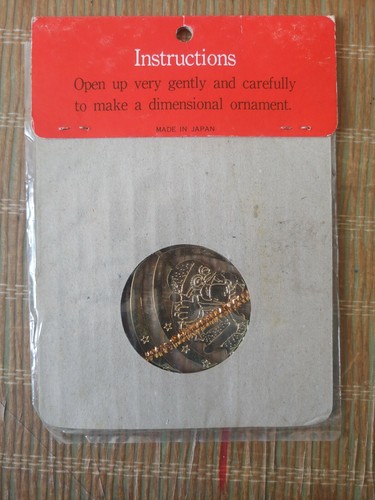 Instructions
Open up very gently and carefully
to make a dimensional ornament.
MADE IN JAPAN